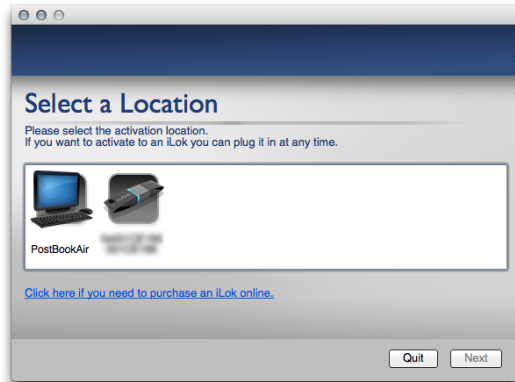 Select a Location
Please select the activation location.
If you want to activate to an iLok you can plug it in at any time.
PostBookAir
Click here if you need to purchase an iLok online.
Quit
Next